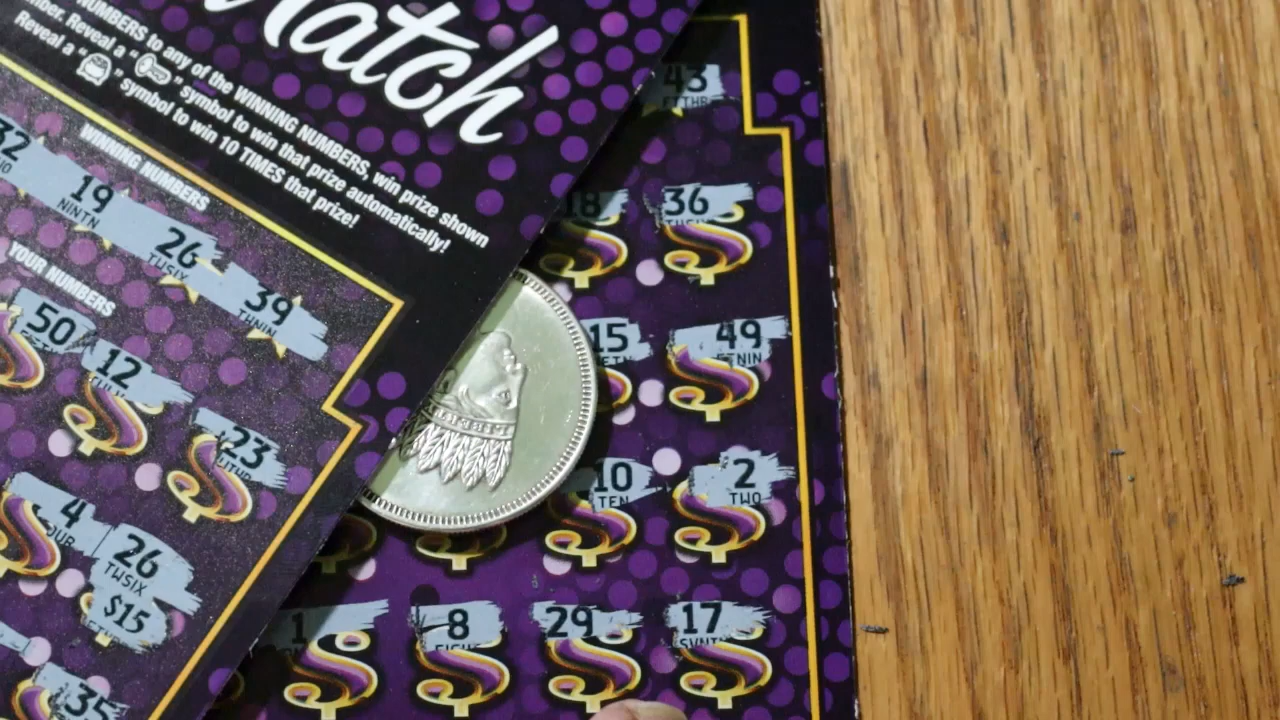 Match
NUMBERS to any of the WINNING NUMBERS, win prize shown
Reveal a " " symbol to win that prize automatically!
Reveal a " " symbol to win 10 TIMES that prize!
WINNING NUMBERS
32 19 26 39
NINTN TWSIX THNIN
YOUR NUMBERS
50 12 23
4 26
TWSIX
$15
35
43
18 36
15 49
10 2
TEN TWO
1 8 29 17